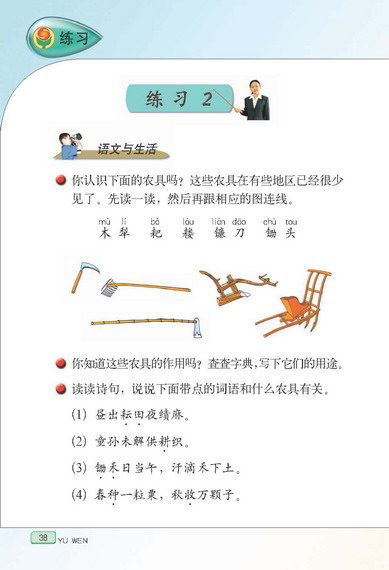 练习
练 习 2
语文与生活
● 你认识下面的农具吗？这些农具在有些地区已经很少
见了。先读一读，然后再跟相应的图连线。
mù lí bà lóu lián dāo chú tou
木 犁 耙 耧 镰 刀 锄 头
● 你知道这些农具的作用吗？查查字典，写下它们的用途。
● 读读诗句，说说下面带点的词语和什么农具有关。
(1) 昼出耘田夜绩麻。
(2) 童孙未解供耕织。
(3) 锄禾日当午，汗滴禾下土。
(4) 春种一粒粟，秋收万颗子。
38 YU WEN